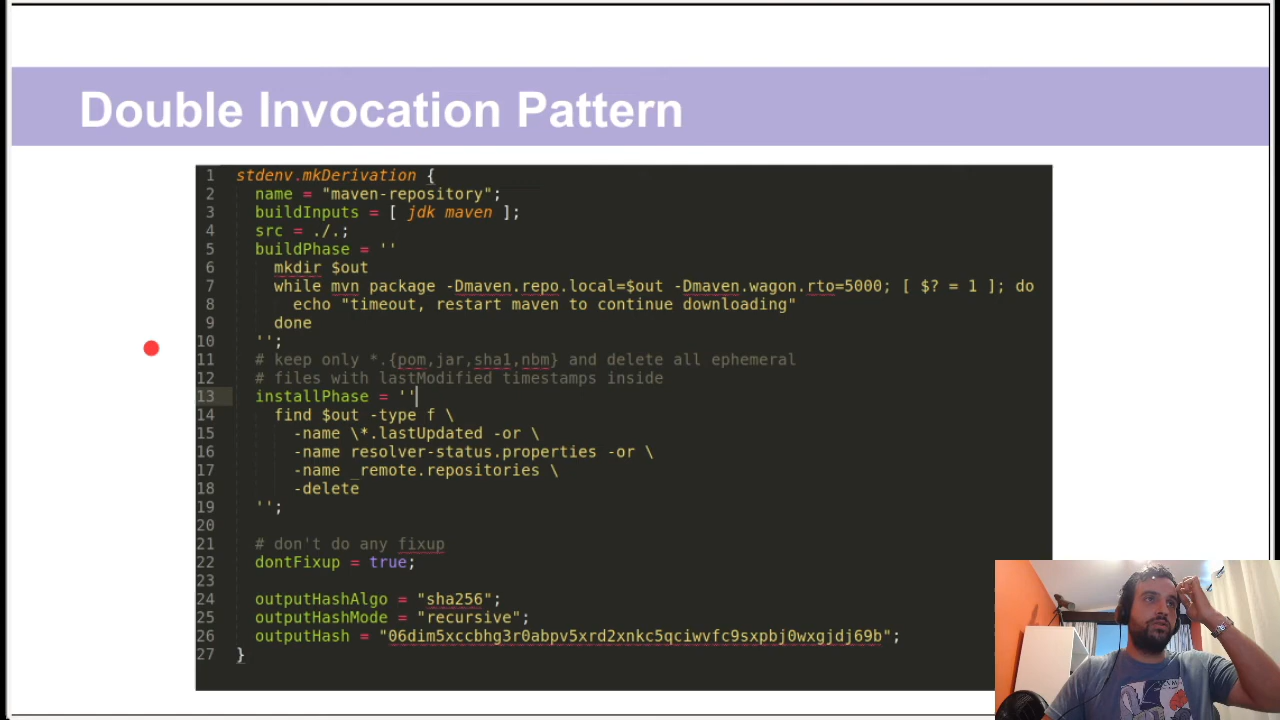 Double Invocation Pattern
1 stdenv.mkDerivation {
2 name = "maven-repository";
3 buildInputs = [ jdk maven ];
4 src = ./.;
5 buildPhase = ''
6 mkdir $out
7 while mvn package -Dmaven.repo.local=$out -Dmaven.wagon.rto=5000; [ $? = 1 ]; do
8 echo "timeout, restart maven to continue downloading"
9 done
10 '';
11 # keep only *.{pom,jar,sha1,nbm} and delete all ephemeral
12 # files with lastModified timestamps inside
13 installPhase = ''
14 find $out -type f \
15 -name \*.lastUpdated -or \
16 -name resolver-status.properties -or \
17 -name _remote.repositories \
18 -delete
19 '';
20
21 # don't do any fixup
22 dontFixup = true;
23
24 outputHashAlgo = "sha256";
25 outputHashMode = "recursive";
26 outputHash = "06dim5xccbhg3r0abpv5xrd2xnkc5qciwvfc9sxpbj0wxgjdj69b";
27 }